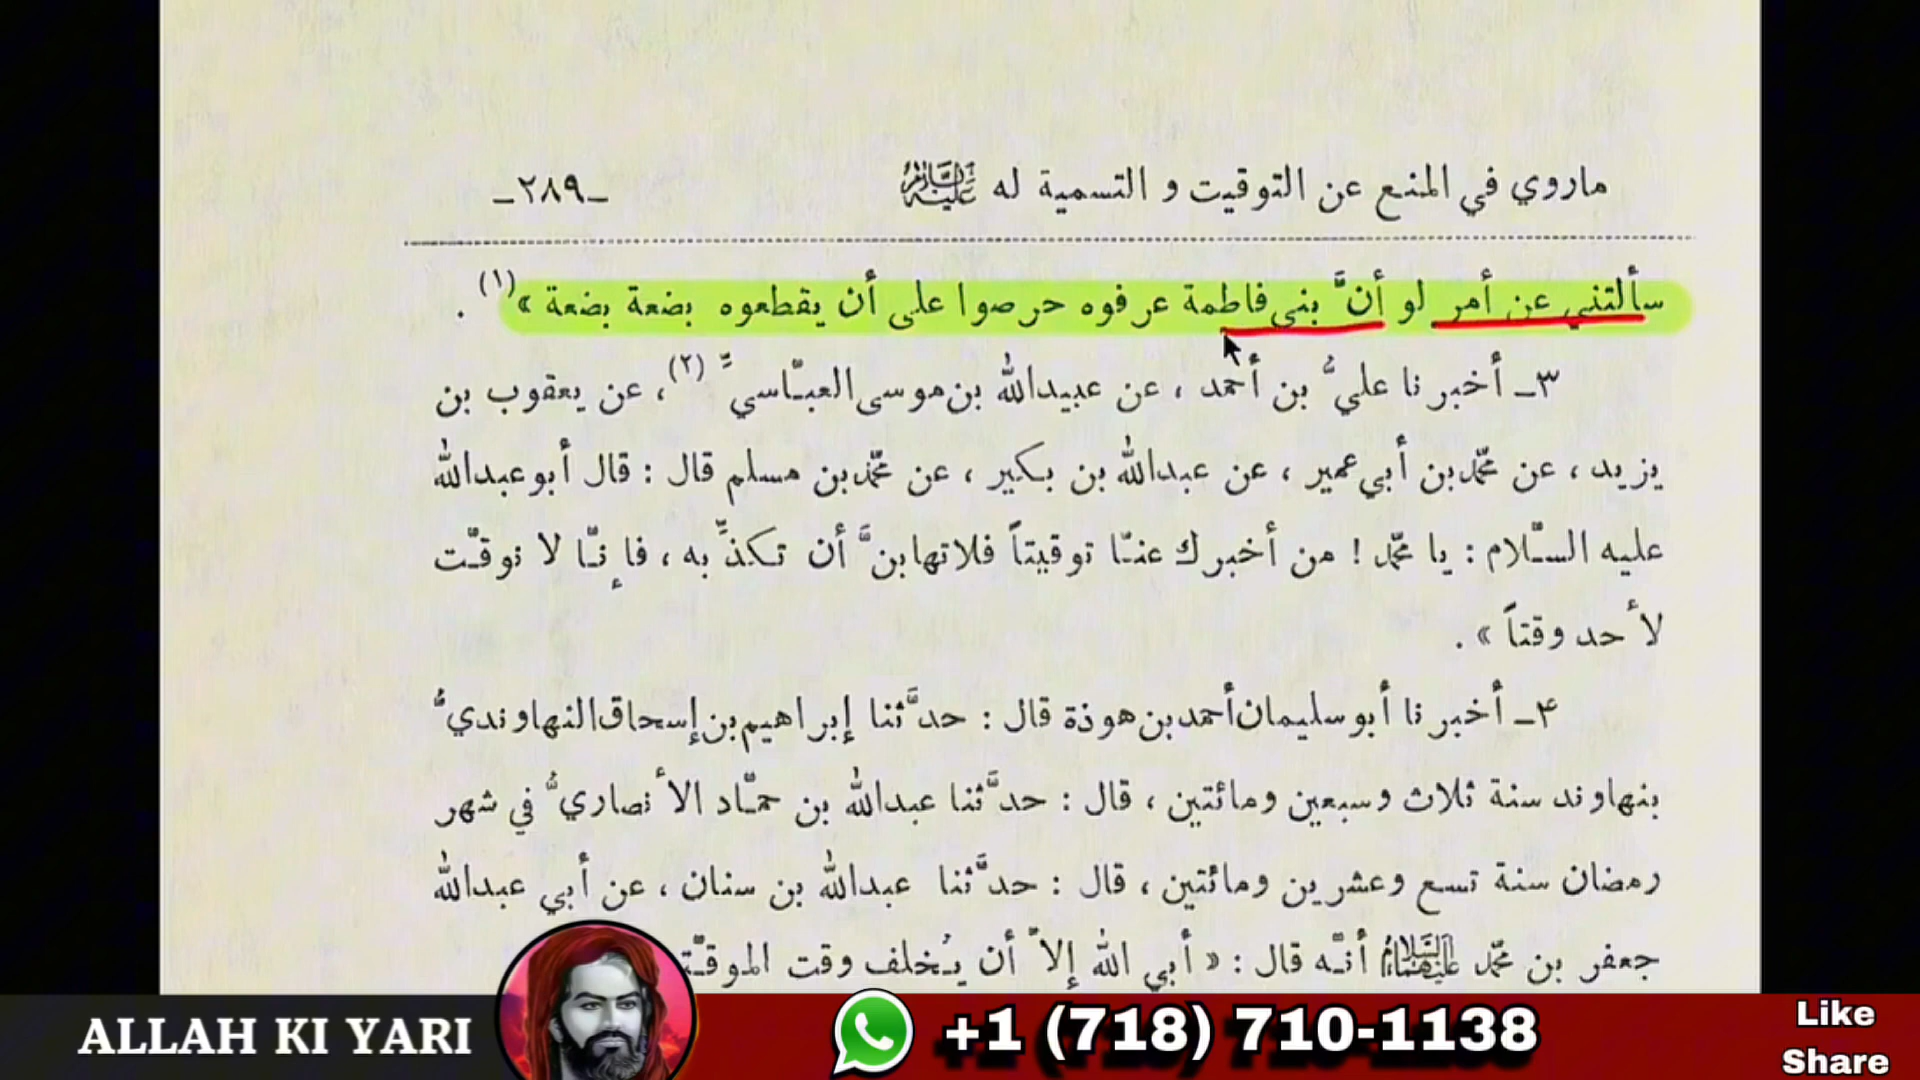 ماروي في المنع عن التوقيت و التسمية له عليه السلام -٢٨٩-
سألتني عن أمر لو أنَّ بني فاطمة عرفوه حرصوا على أن يقطعوه بضعة بضعة » (١) .
٣ـ أخبرنا عليُّ بن أحمد ، عن عبيدالله بن موسى العبّاسيِّ (٢) ، عن يعقوب بن
يزيد ، عن محمّد بن أبي عمير ، عن عبدالله بن بكير ، عن محمّد بن مسلم قال : قال أبو عبدالله
عليه السّلام : يا محمّد ! من أخبرك عنّا توقيتاً فلا تهابنَّ أن تكذِّبه ، فإنّا لا نوقّت
لأحد وقتاً » .
۴ـ أخبرنا أبو سليمان أحمد بن هوذة قال : حدَّثنا إبراهيم بن إسحاق النهاونديُّ
بنهاوند سنة ثلاث وسبعين ومائتين ، قال : حدَّثنا عبدالله بن حمّاد الأنصاريُّ في شهر
رمضان سنة تسع وعشرين ومائتين ، قال : حدَّثنا عبدالله بن سنان ، عن أبي عبدالله
جعفر بن محمّد عليهما السلام أنّه قال : « أبى الله إلاّ أن يُخلف وقت
ALLAH KI YARI
+1 (718) 710-1138
Like
Share